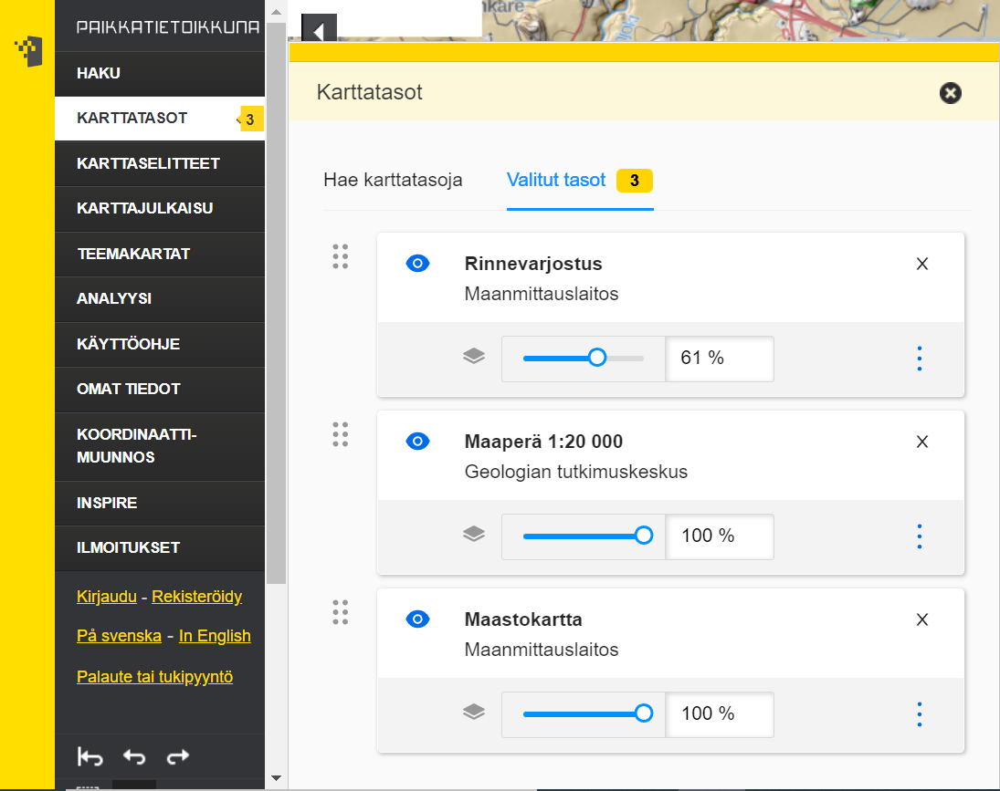 PAIKKATIETOIKKUNA
HAKU
KARTTATASOT 3
KARTTASELITTEET
KARTTAJULKAISU
TEEMAKARTAT
ANALYYSI
KÄYTTÖOHJE
OMAT TIEDOT
KOORDINAATTI-
MUUNNOS
INSPIRE
ILMOITUKSET
Kirjaudu - Rekisteröidy
På svenska - In English
Palaute tai tukipyyntö
Karttatasot
Hae karttatasoja
Valitut tasot 3
Rinnevarjostus X
Maanmittauslaitos
61 %
Maaperä 1:20 000 X
Geologian tutkimuskeskus
100 %
Maastokartta X
Maanmittauslaitos
100 %